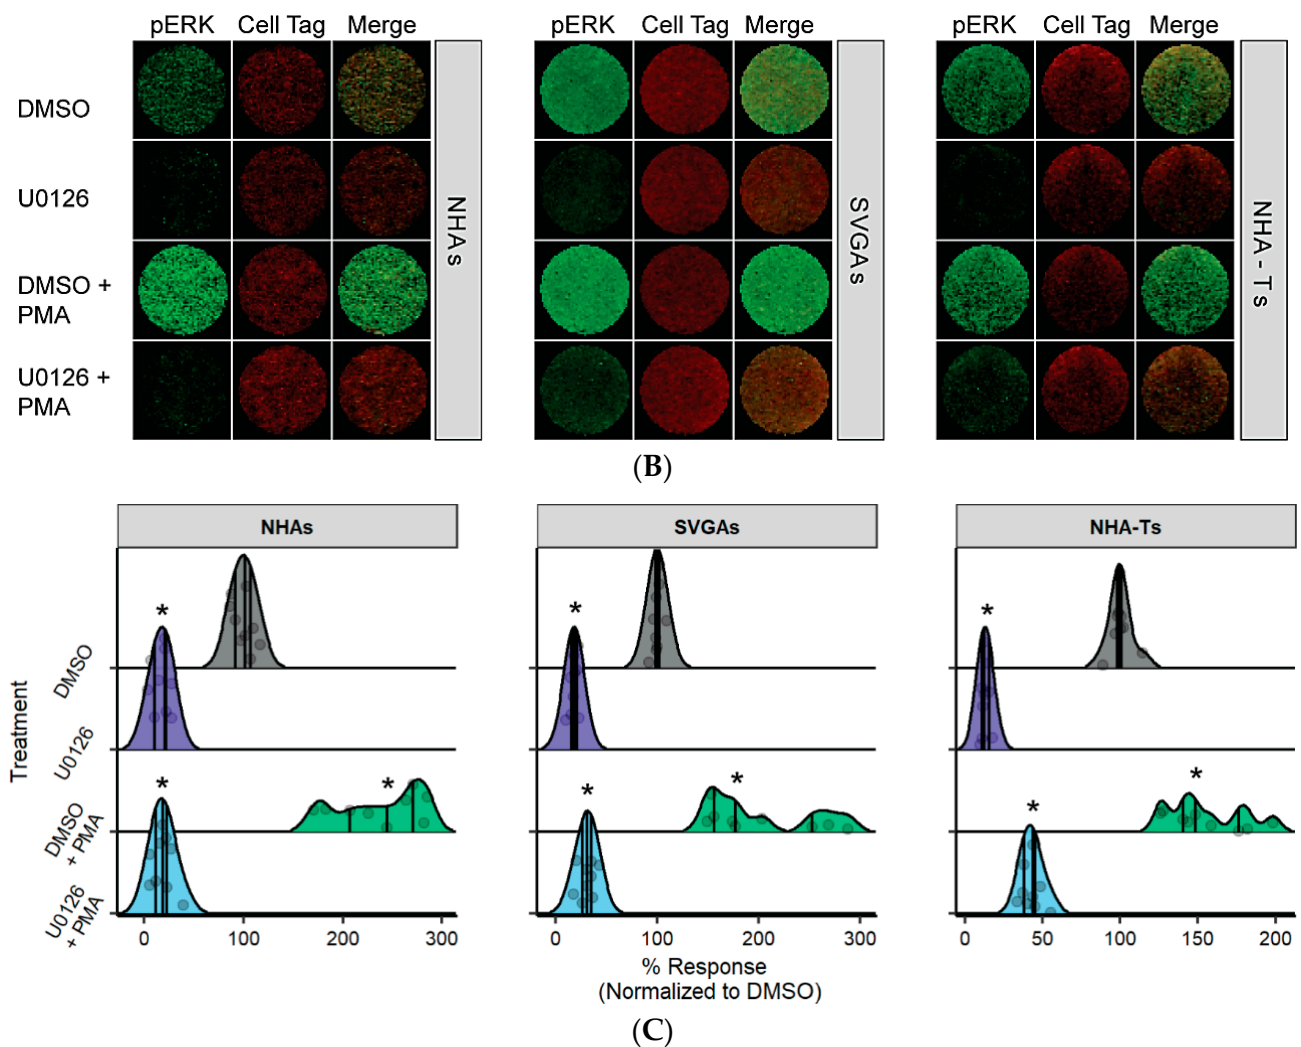 pERK Cell Tag Merge
pERK Cell Tag Merge
pERK Cell Tag Merge
DMSO
U0126
DMSO +
PMA
U0126 +
PMA
NHAs
SVGAs
NHA - Ts
(B)
NHAs
SVGAs
NHA-Ts
Treatment
DMSO
U0126
DMSO
+ PMA
U0126
+ PMA
*
*
*
*
*
*
*
*
*
0 100 200 300
0 100 200 300
0 50 100 150 200
% Response
(Normalized to DMSO)
(C)